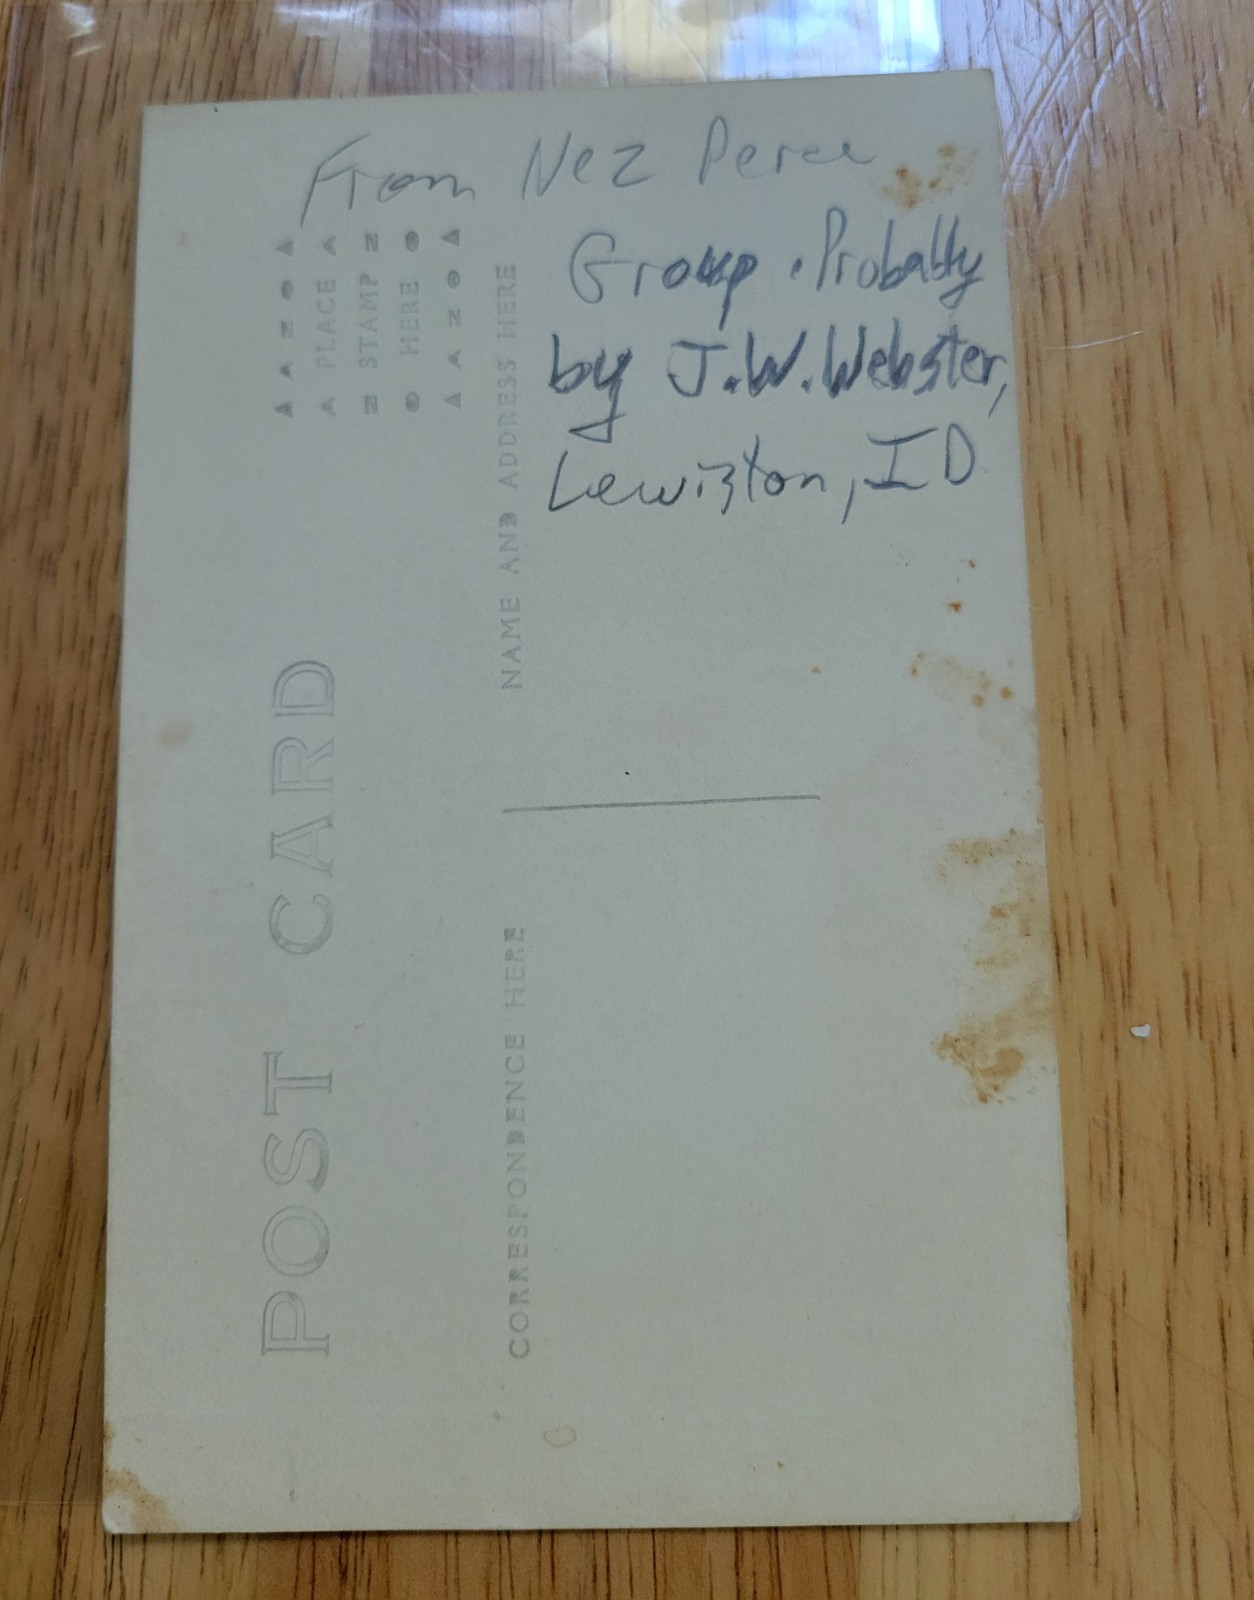 From Nez Perce
Group. Probably
by J.W. Webster,
Lewiston, ID
POST CARD
PLACE
STAMP
HERE
CORRESPONDENCE HERE
NAME AND ADDRESS HERE